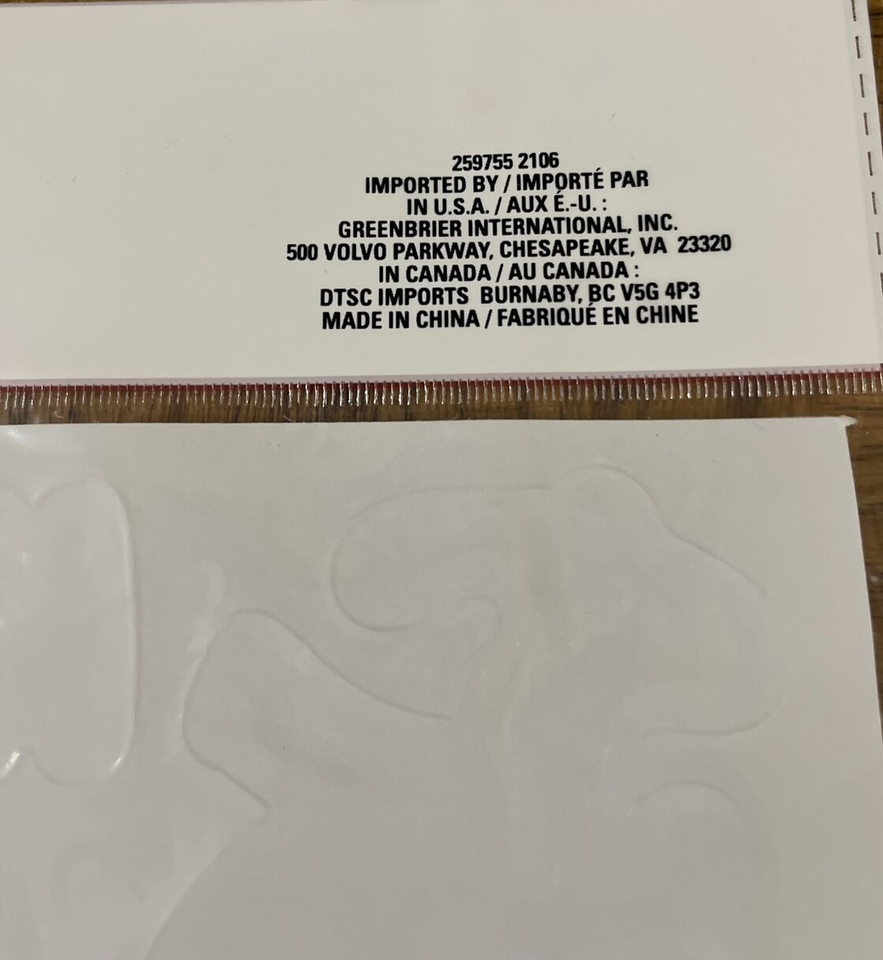 259755 2106
IMPORTED BY / IMPORTÉ PAR
IN U.S.A. / AUX É.-U. :
GREENBRIER INTERNATIONAL, INC.
500 VOLVO PARKWAY, CHESAPEAKE, VA 23320
IN CANADA / AU CANADA :
DTSC IMPORTS BURNABY, BC V5G 4P3
MADE IN CHINA / FABRIQUÉ EN CHINE